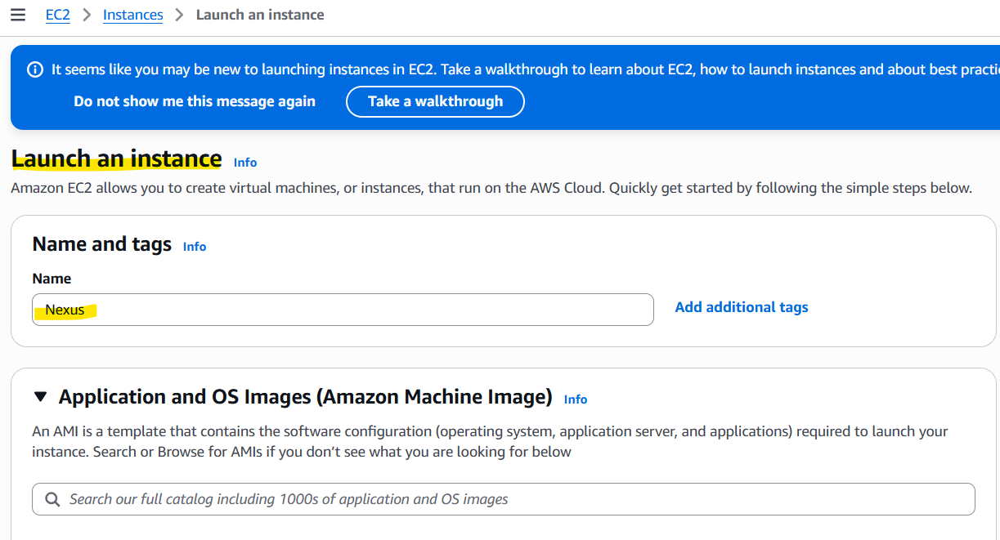 EC2 > Instances > Launch an instance
It seems like you may be new to launching instances in EC2. Take a walkthrough to learn about EC2, how to launch instances and about best
Do not show me this message again Take a walkthrough
Launch an instance Info
Amazon EC2 allows you to create virtual machines, or instances, that run on the AWS Cloud. Quickly get started by following the simple steps below.
Name and tags Info
Name
Nexus Add additional tags
Application and OS Images (Amazon Machine Image) Info
An AMI is a template that contains the software configuration (operating system, application server, and applications) required to launch your
instance. Search or Browse for AMIs if you don’t see what you are looking for below
Search our full catalog including 1000s of application and OS images